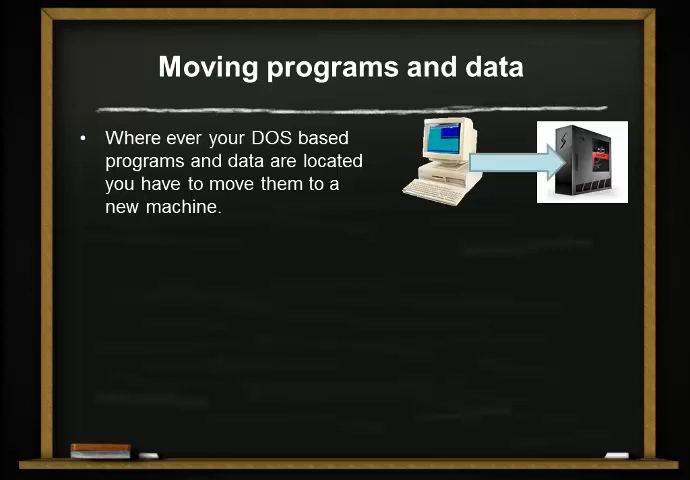 Moving programs and data
• Where ever your DOS based
programs and data are located
you have to move them to a
new machine.